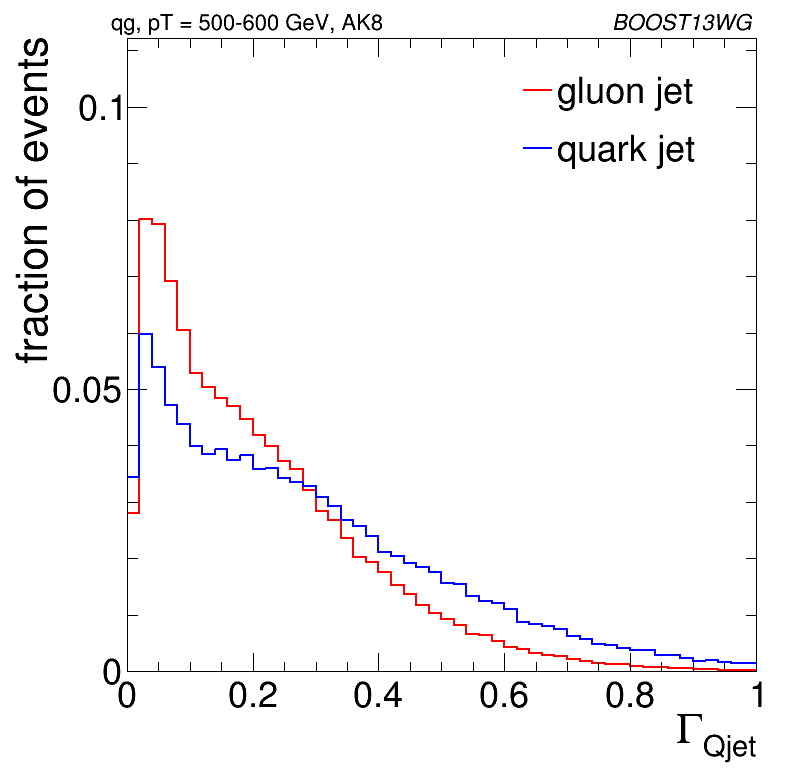 qg, pT = 500-600 GeV, AK8 BOOST13WG
fraction of events
gluon jet
quark jet
0.1
0.05
0
0 0.2 0.4 0.6 0.8 1
Γ_Qjet